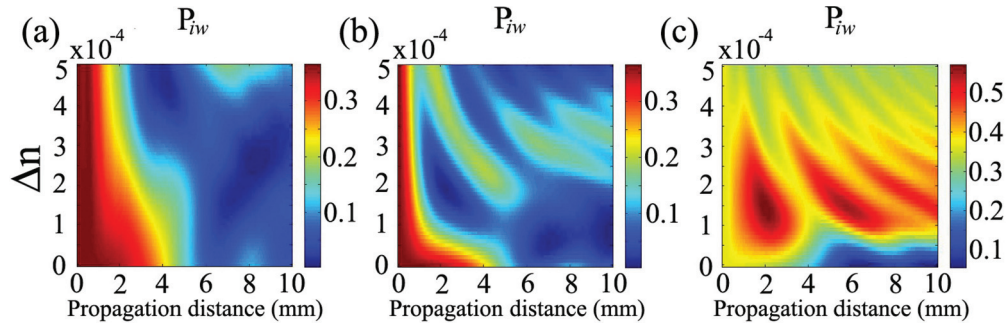 (a) P_iw (b) P_iw (c) P_iw
x10^-4 x10^-4 x10^-4
Δn
5 5 5
4 4 4
3 3 3
2 2 2
1 1 1
0 0 0
0.3 0.3 0.5
0.2 0.2 0.4
0.1 0.1 0.3
0.2
0.1
0 2 4 6 8 10 0 2 4 6 8 10 0 2 4 6 8 10
Propagation distance (mm) Propagation distance (mm) Propagation distance (mm)